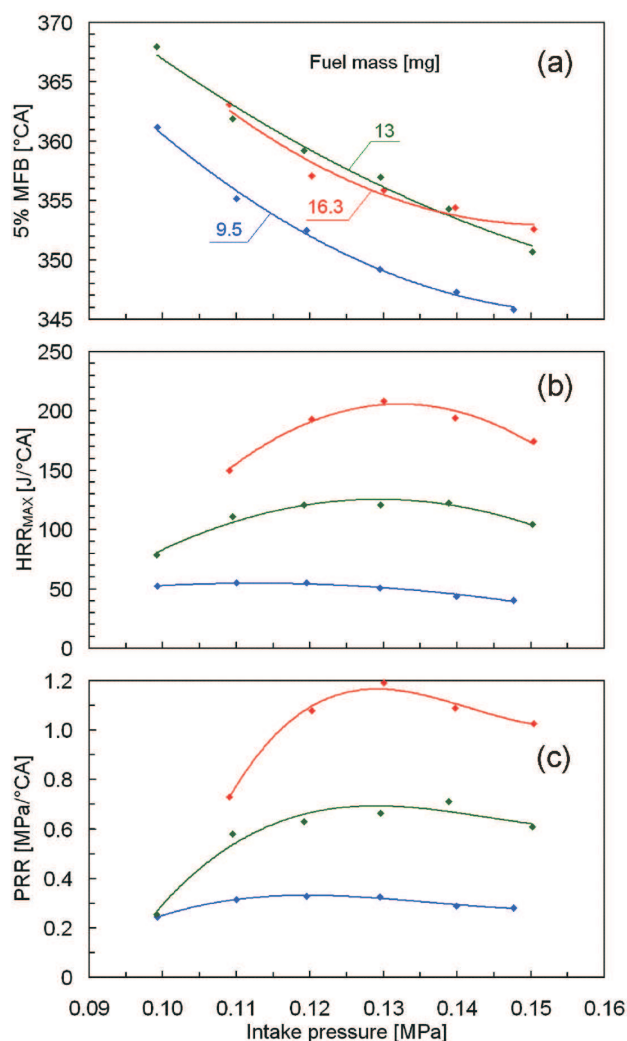 370
365
360
355
350
345
5% MFB [°CA]
Fuel mass [mg]
(a)
13
16.3
9.5
250
200
150
100
50
0
HRR_MAX [J/°CA]
(b)
1.2
1.0
0.8
0.6
0.4
0.2
0
PRR [MPa/°CA]
(c)
0.09 0.10 0.11 0.12 0.13 0.14 0.15 0.16
Intake pressure [MPa]